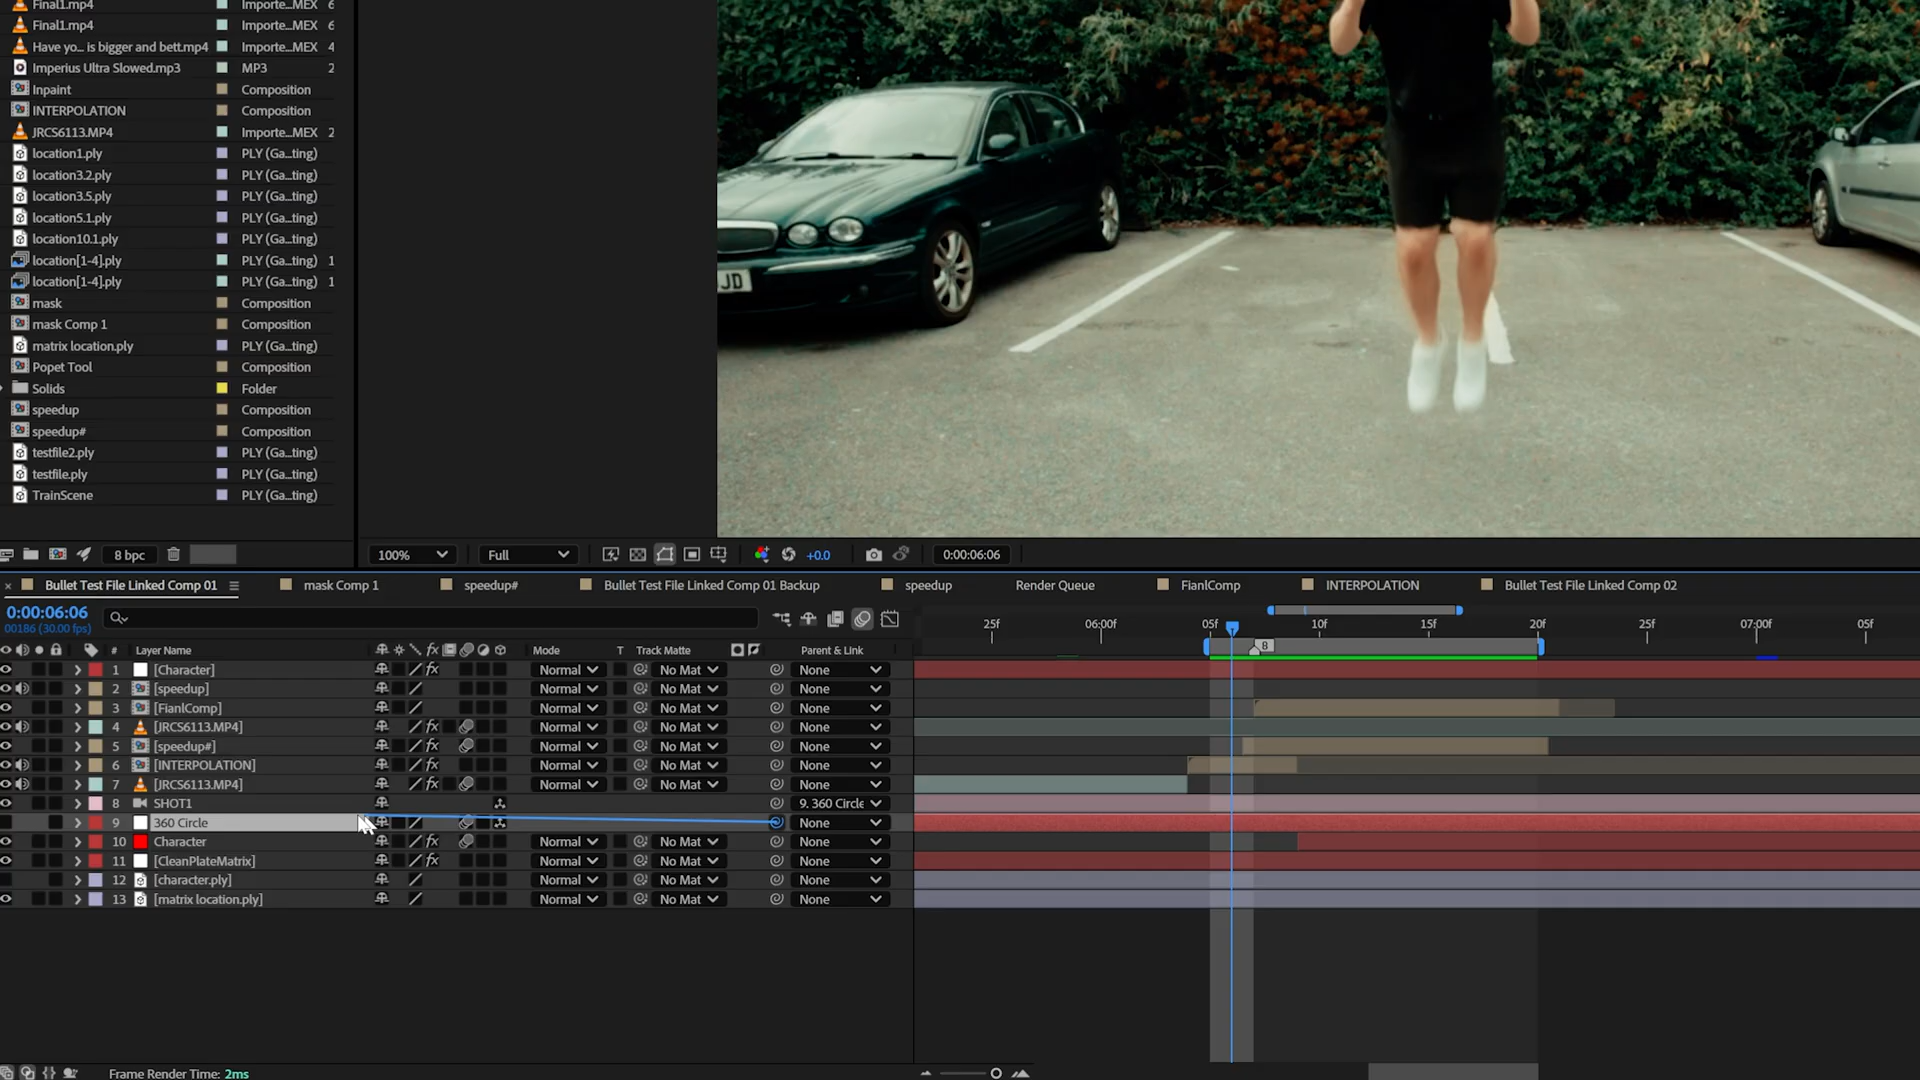 Final1.mp4 Importe...MEX 6
Final1.mp4 Importe...MEX 6
Have yo... is bigger and bett.mp4 Importe...MEX 4
Imperius Ultra Slowed.mp3 MP3 2
Inpaint Composition
INTERPOLATION Composition
JRCS6113.MP4 Importe...MEX 2
location1.ply PLY (Ga...ting)
location3.2.ply PLY (Ga...ting)
location3.5.ply PLY (Ga...ting)
location5.1.ply PLY (Ga...ting)
location10.1.ply PLY (Ga...ting)
location[1-4].ply PLY (Ga...ting) 1
location[1-4].ply PLY (Ga...ting) 1
mask Composition
mask Comp 1 Composition
matrix location.ply PLY (Ga...ting)
Popet Tool Composition
Solids Folder
speedup Composition
speedup# Composition
testfile2.ply PLY (Ga...ting)
testfile.ply PLY (Ga...ting)
TrainScene PLY (Ga...ting)
JD
8 bpc 100% Full +0.0 0:00:06:06
× Bullet Test File Linked Comp 01 mask Comp 1 speedup# Bullet Test File Linked Comp 01 Backup speedup Render Queue FianlComp INTERPOLATION Bullet Test File Linked Comp 02
0:00:06:06
00186 (30.00 fps)
25f 06:00f 05f 10f 15f 20f 25f 07:00f 05f
# Layer Name fx Mode T Track Matte Parent & Link 8
1 [Character] fx Normal No Mat None
2 [speedup] Normal No Mat None
3 [FianlComp] Normal No Mat None
4 [JRCS6113.MP4] fx Normal No Mat None
5 [speedup#] Normal No Mat None
6 [INTERPOLATION] fx Normal No Mat None
7 [JRCS6113.MP4] fx Normal No Mat None
8 SHOT1 9. 360 Circle
9 360 Circle None
10 Character fx Normal No Mat None
11 [CleanPlateMatrix] fx Normal No Mat None
12 [character.ply] Normal No Mat None
13 [matrix location.ply] Normal No Mat None
Frame Render Time: 2ms